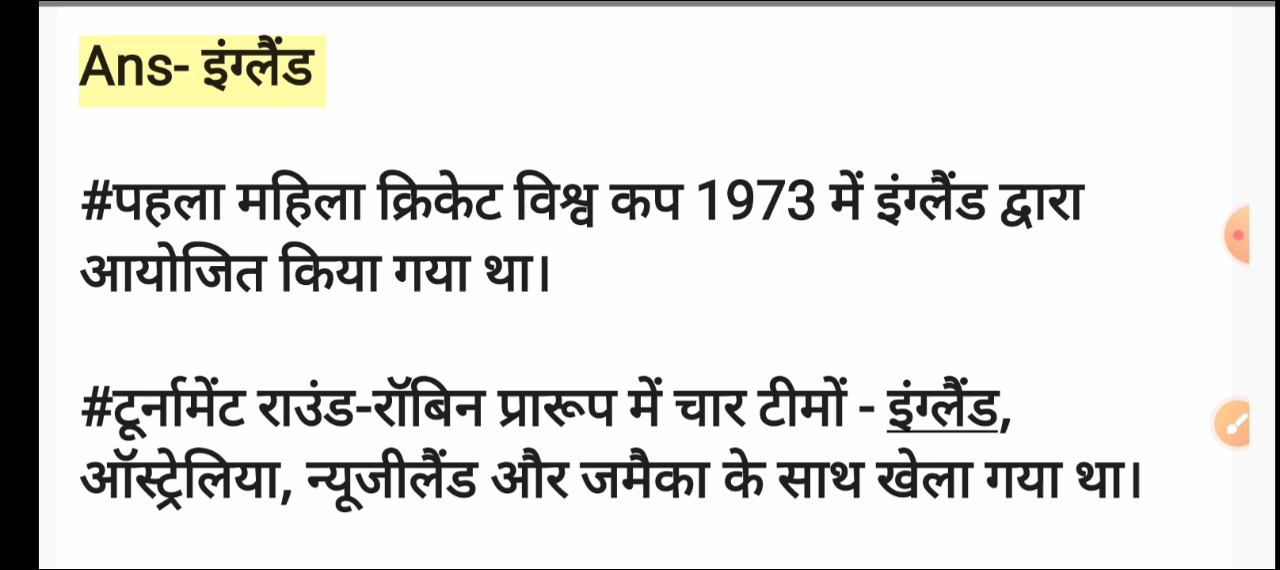 Ans- इंग्लैंड
#पहला महिला क्रिकेट विश्व कप 1973 में इंग्लैंड द्वारा
आयोजित किया गया था।
#टूर्नामेंट राउंड-रॉबिन प्रारूप में चार टीमों - इंग्लैंड,
ऑस्ट्रेलिया, न्यूजीलैंड और जमैका के साथ खेला गया था।